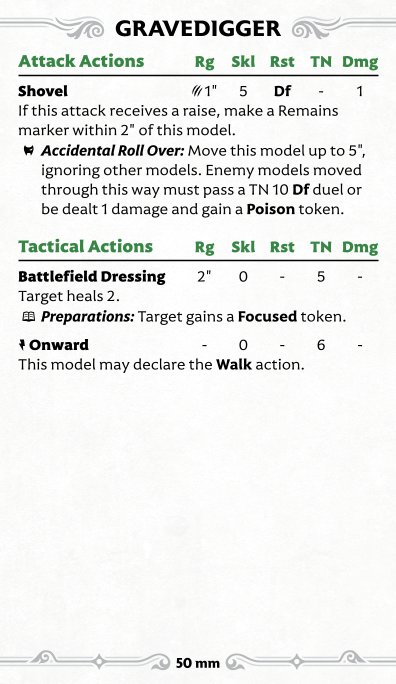 GRAVEDIGGER
Attack Actions Rg Skl Rst TN Dmg
Shovel 1" 5 Df - 1
If this attack receives a raise, make a Remains
marker within 2" of this model.
Accidental Roll Over: Move this model up to 5",
ignoring other models. Enemy models moved
through this way must pass a TN 10 Df duel or
be dealt 1 damage and gain a Poison token.
Tactical Actions Rg Skl Rst TN Dmg
Battlefield Dressing 2" 0 - 5 -
Target heals 2.
Preparations: Target gains a Focused token.
Onward - 0 - 6 -
This model may declare the Walk action.
50 mm